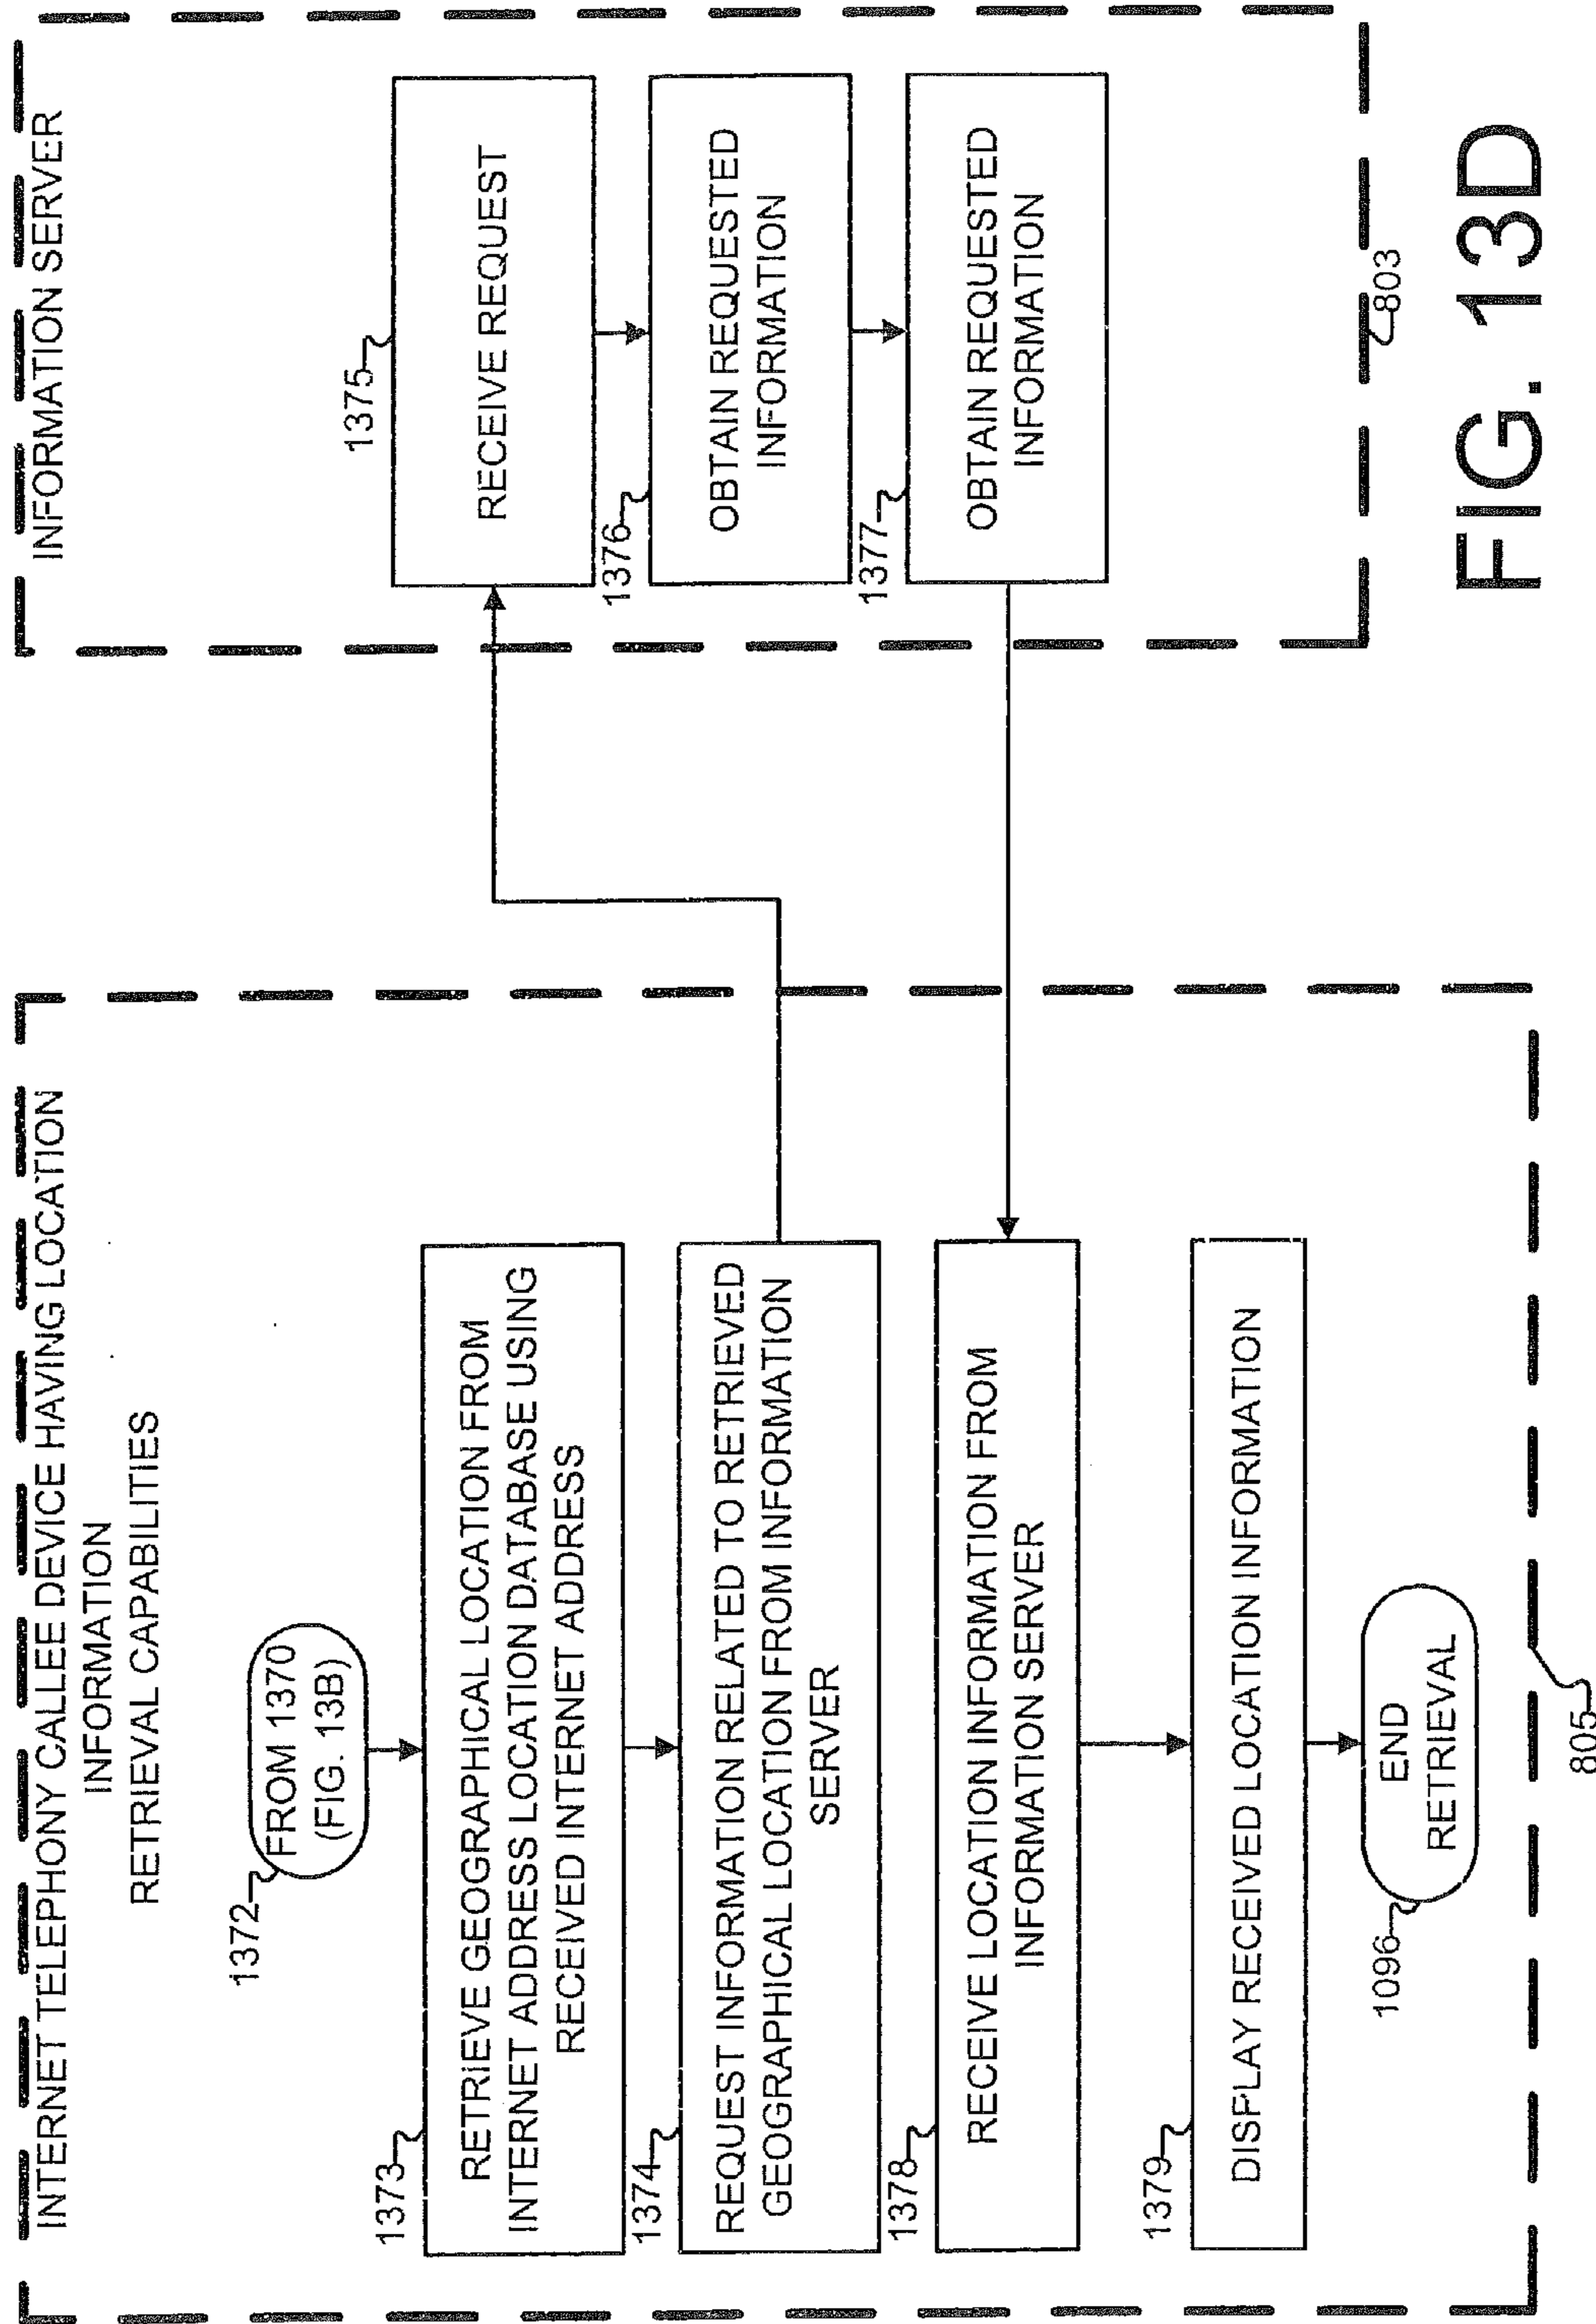 INTERNET TELEPHONY CALLEE DEVICE HAVING LOCATION
INFORMATION
RETRIEVAL CAPABILITIES
1372
FROM 1370
(FIG. 13B)
1373
RETRIEVE GEOGRAPHICAL LOCATION FROM
INTERNET ADDRESS LOCATION DATABASE USING
RECEIVED INTERNET ADDRESS
1374
REQUEST INFORMATION RELATED TO RETRIEVED
GEOGRAPHICAL LOCATION FROM INFORMATION
SERVER
1378
RECEIVE LOCATION INFORMATION FROM
INFORMATION SERVER
1379
DISPLAY RECEIVED LOCATION INFORMATION
1096
END
RETRIEVAL
805
INFORMATION SERVER
1375
RECEIVE REQUEST
1376
OBTAIN REQUESTED
INFORMATION
1377
OBTAIN REQUESTED
INFORMATION
803
FIG. 13D